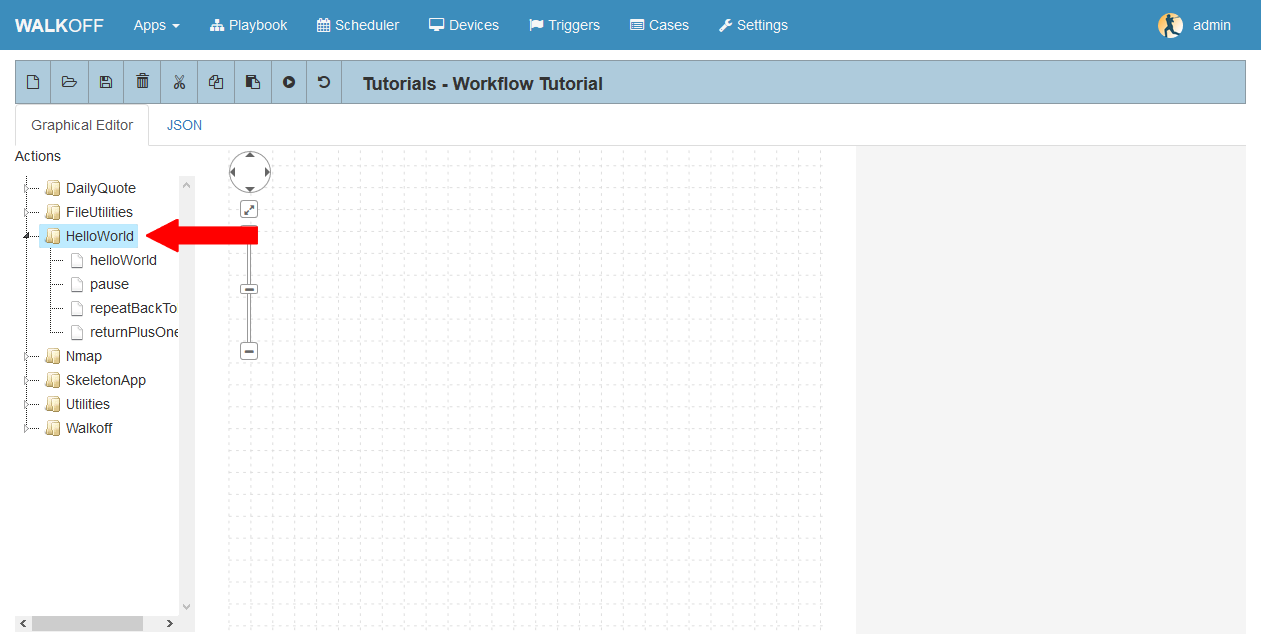 WALKOFF Apps Playbook Scheduler Devices Triggers Cases Settings admin
Tutorials - Workflow Tutorial
Graphical Editor JSON
Actions
DailyQuote
FileUtilities
HelloWorld
helloWorld
pause
repeatBackTo
returnPlusOne
Nmap
SkeletonApp
Utilities
Walkoff